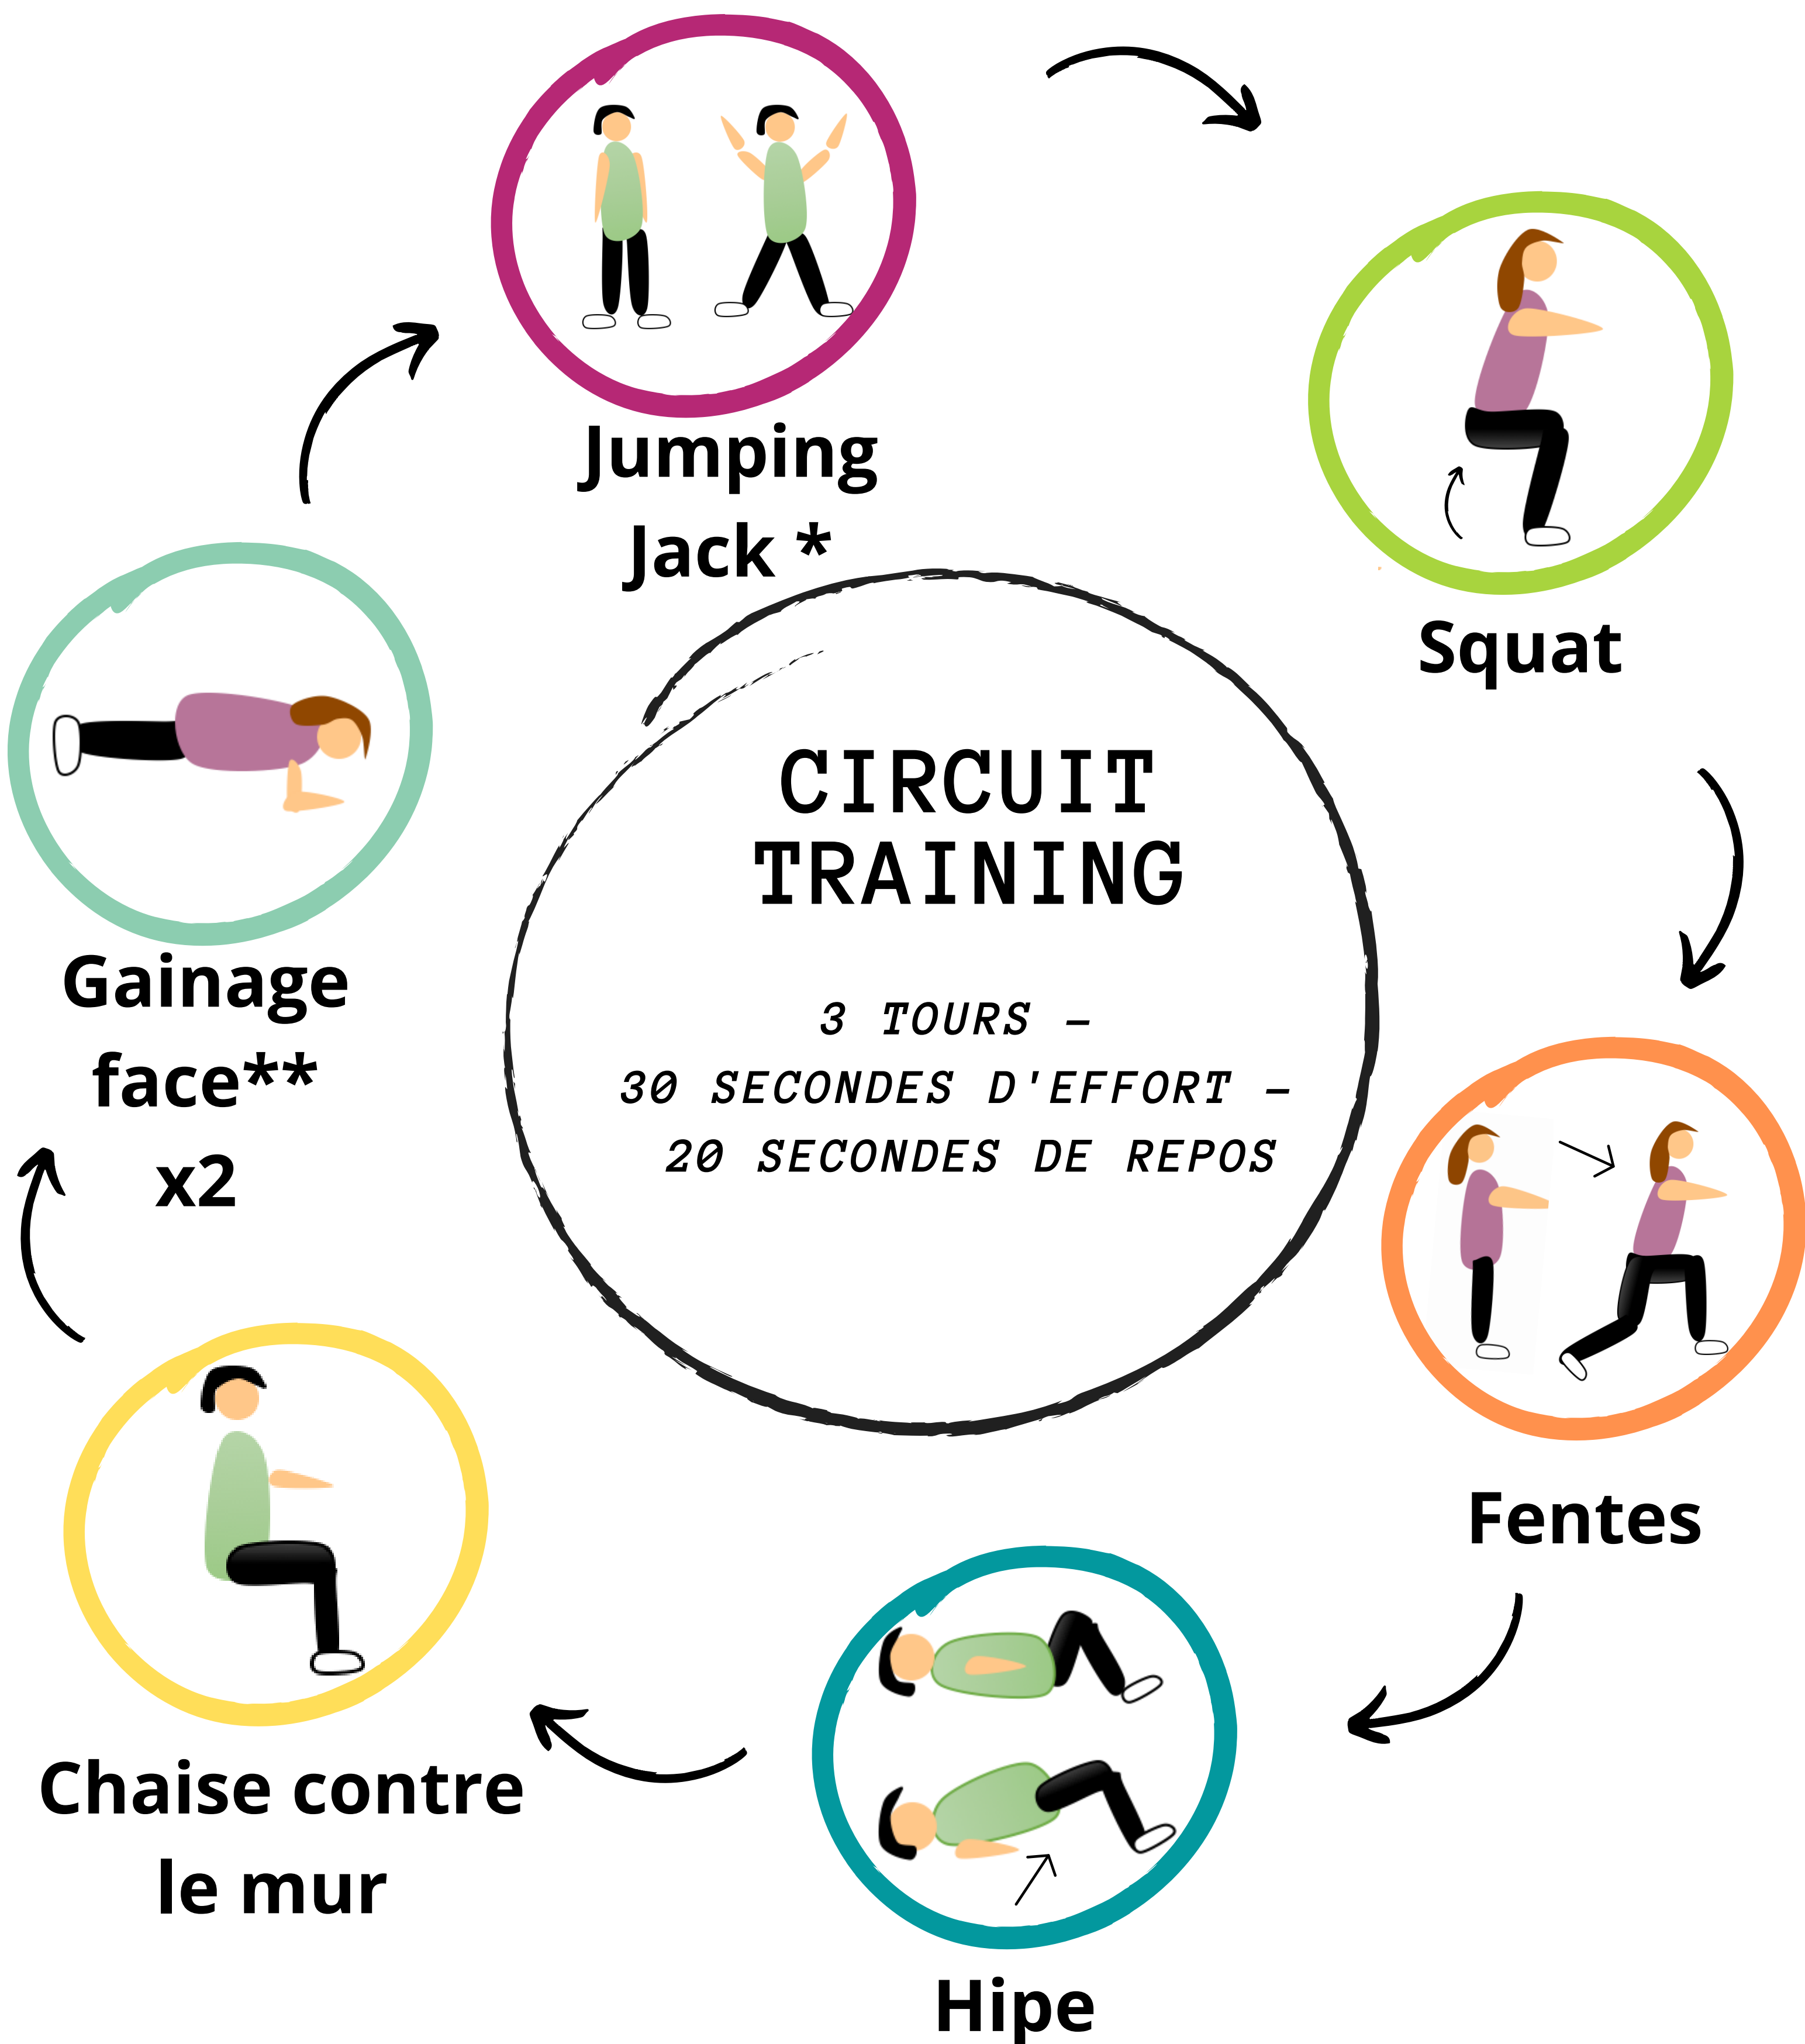 Jumping
Jack *
Squat
CIRCUIT
TRAINING
3 TOURS –
30 SECONDES D'EFFORT –
20 SECONDES DE REPOS
Gainage
face**
x2
Fentes
Chaise contre
le mur
Hipe